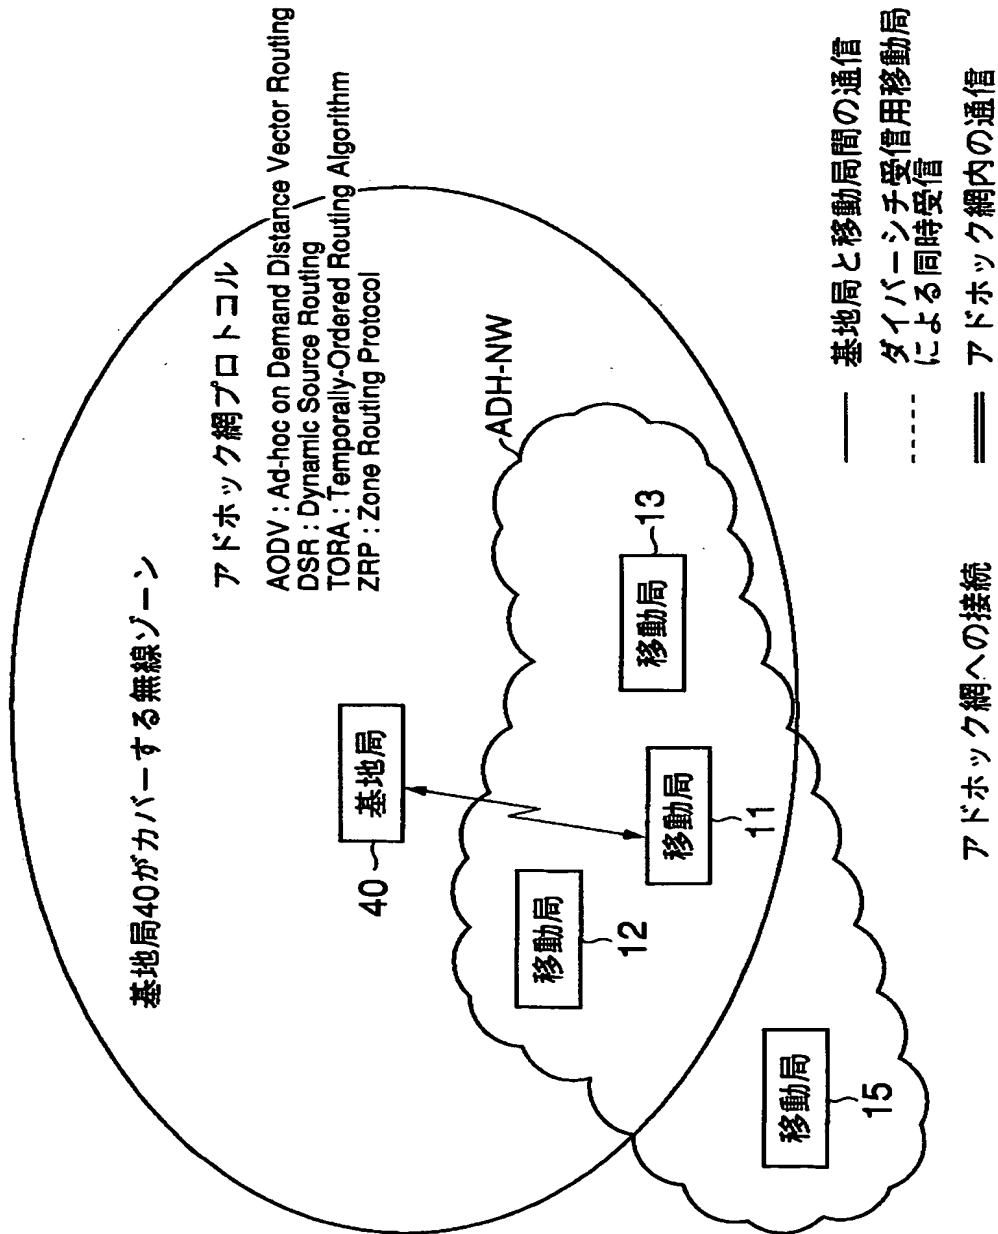 基地局40がカバーする無線ゾーン
アドホック網プロトコル
AODV : Ad-hoc on Demand Distance Vector Routing
DSR : Dynamic Source Routing
TORA : Temporally-Ordered Routing Algorithm
ZRP : Zone Routing Protocol
基地局
40
ADH-NW
移動局
12
移動局
11
移動局
13
移動局
15
基地局と移動局間の通信
ダイバーシチ受信用移動局
による同時受信
アドホック網内の通信
アドホック網への接続